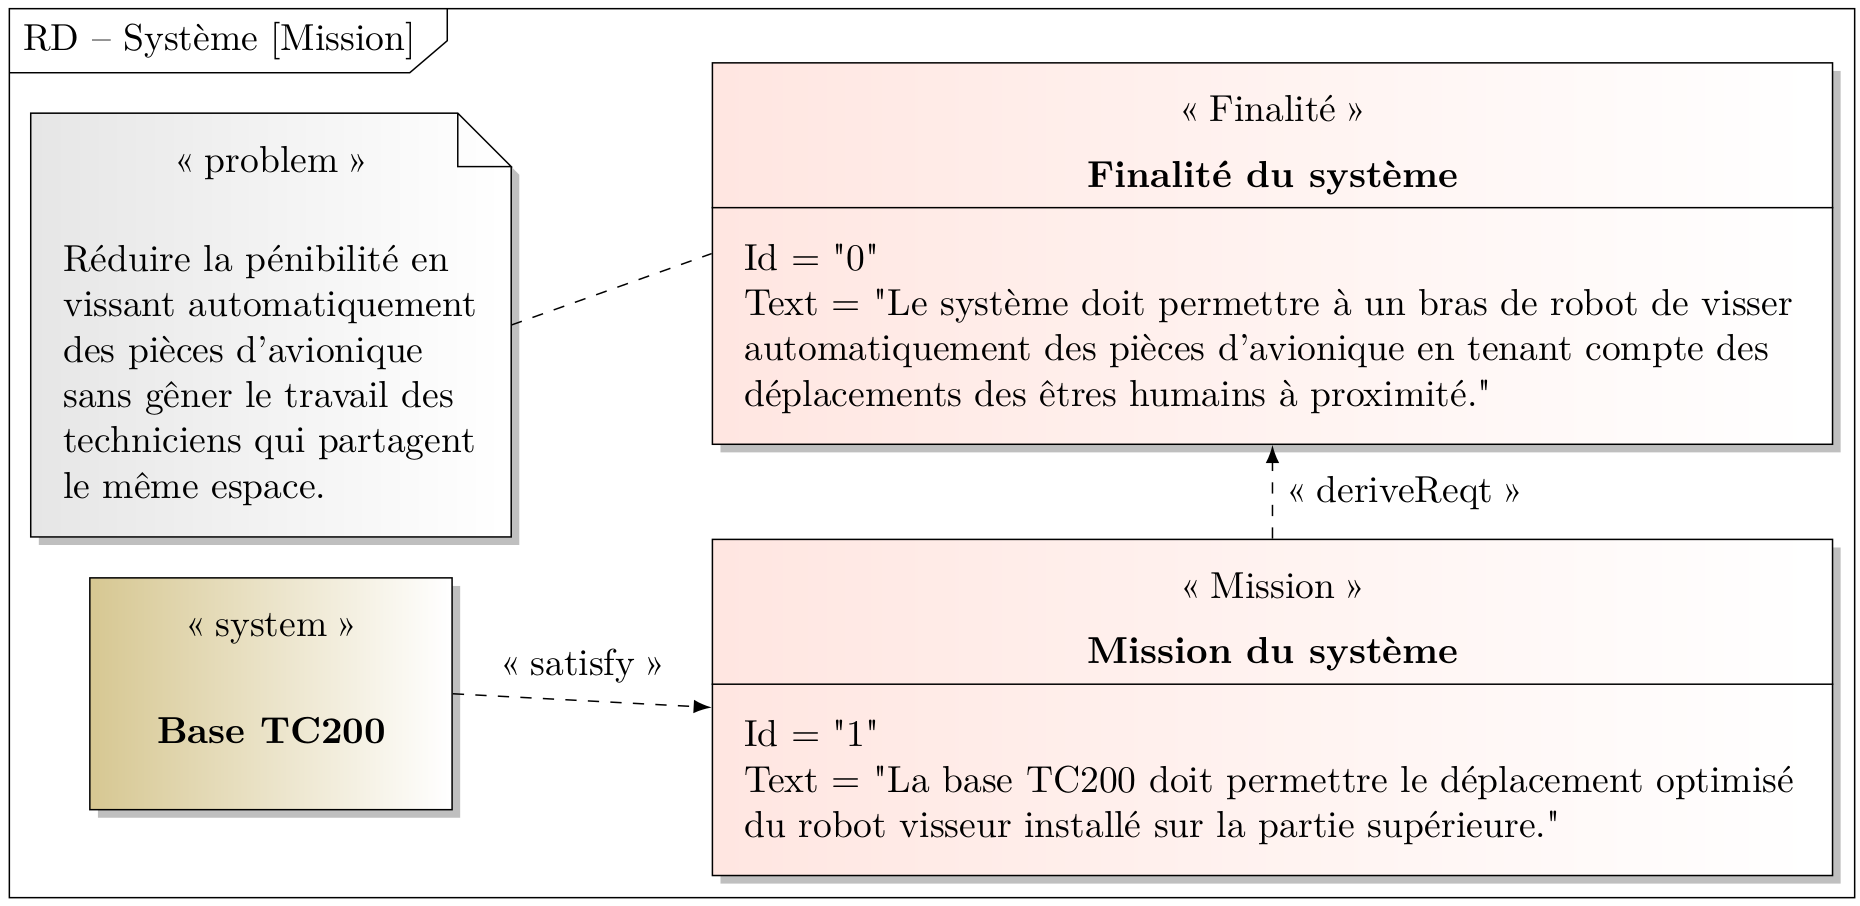 RD – Système [Mission]
« problem »
Réduire la pénibilité en
vissant automatiquement
des pièces d'avionique
sans gêner le travail des
techniciens qui partagent
le même espace.
« Finalité »
Finalité du système
Id = "0"
Text = "Le système doit permettre à un bras de robot de visser
automatiquement des pièces d'avionique en tenant compte des
déplacements des êtres humains à proximité."
« deriveReqt »
« system »
Base TC200
« satisfy »
« Mission »
Mission du système
Id = "1"
Text = "La base TC200 doit permettre le déplacement optimisé
du robot visseur installé sur la partie supérieure."